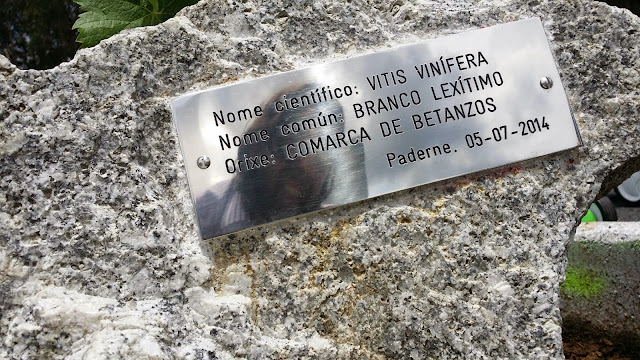 Nome científico: VITIS VINÍFERA
Nome común: BRANCO LEXÍTIMO
Orixe: COMARCA DE BETANZOS
Paderne. 05-07-2014